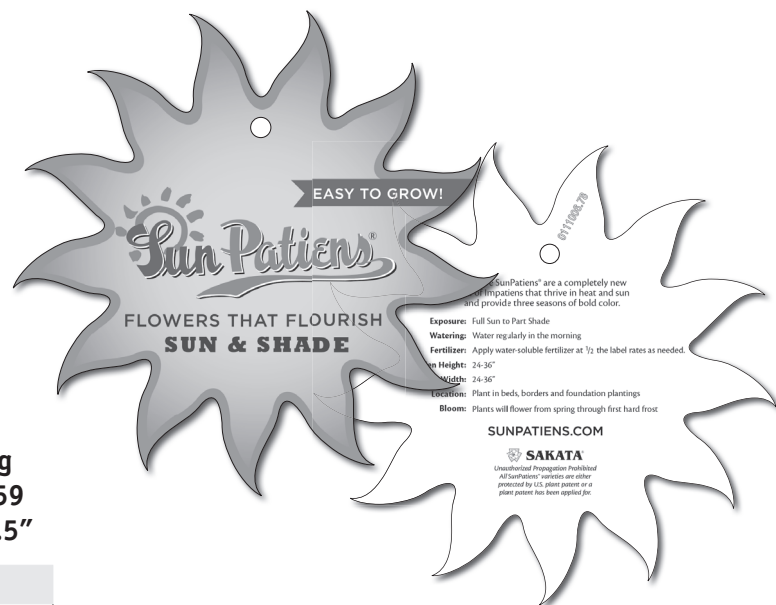 EASY TO GROW!
SunPatiens®
FLOWERS THAT FLOURISH
SUN & SHADE
0111006.78
SunPatiens® are a completely new
Impatiens that thrive in heat and sun
and provide three seasons of bold color.
Exposure: Full Sun to Part Shade
Watering: Water regularly in the morning
Fertilizer: Apply water-soluble fertilizer at 1/2 the label rates as needed.
Height: 24-36"
Width: 24-36"
Location: Plant in beds, borders and foundation plantings
Bloom: Plants will flower from spring through first hard frost
SUNPATIENS.COM
SAKATA®
Unauthorized Propagation Prohibited
All SunPatiens® varieties are either
protected by U.S. plant patent or a
plant patent has been applied for.
g
59
.5"